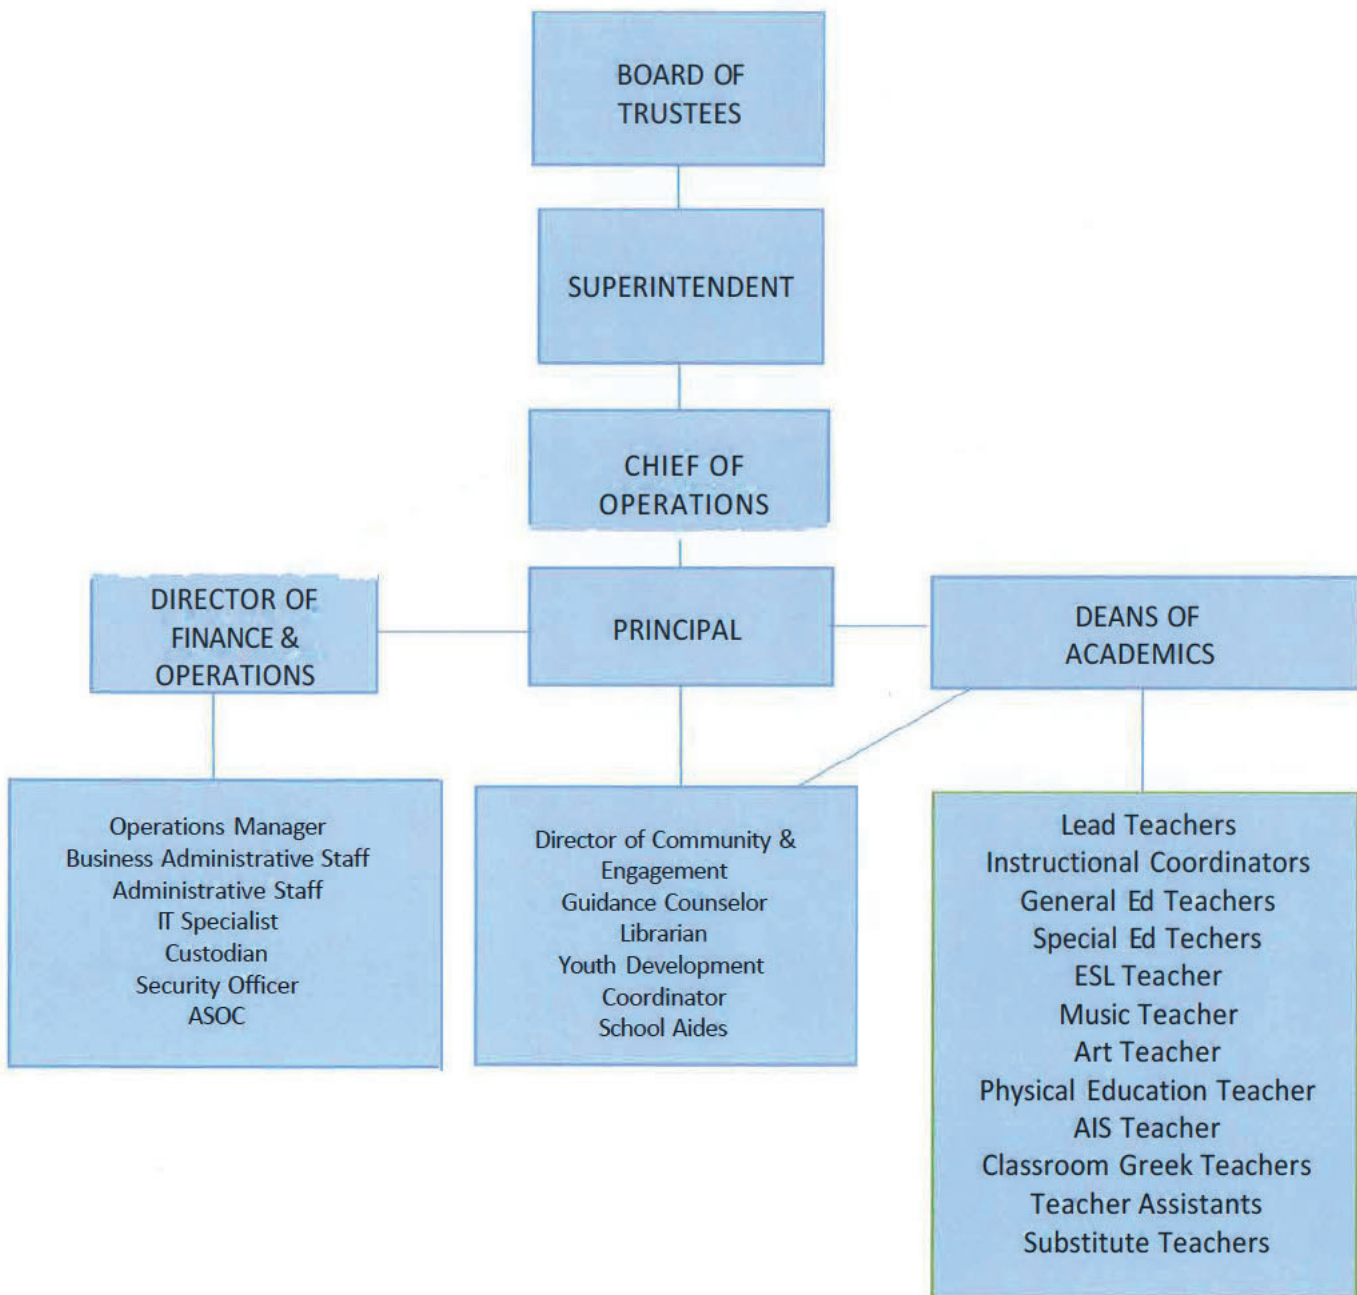 BOARD OF
TRUSTEES
SUPERINTENDENT
CHIEF OF
OPERATIONS
DIRECTOR OF
FINANCE &
OPERATIONS
PRINCIPAL
DEANS OF
ACADEMICS
Operations Manager
Business Administrative Staff
Administrative Staff
IT Specialist
Custodian
Security Officer
ASOC
Director of Community &
Engagement
Guidance Counselor
Librarian
Youth Development
Coordinator
School Aides
Lead Teachers
Instructional Coordinators
General Ed Teachers
Special Ed Techers
ESL Teacher
Music Teacher
Art Teacher
Physical Education Teacher
AIS Teacher
Classroom Greek Teachers
Teacher Assistants
Substitute Teachers